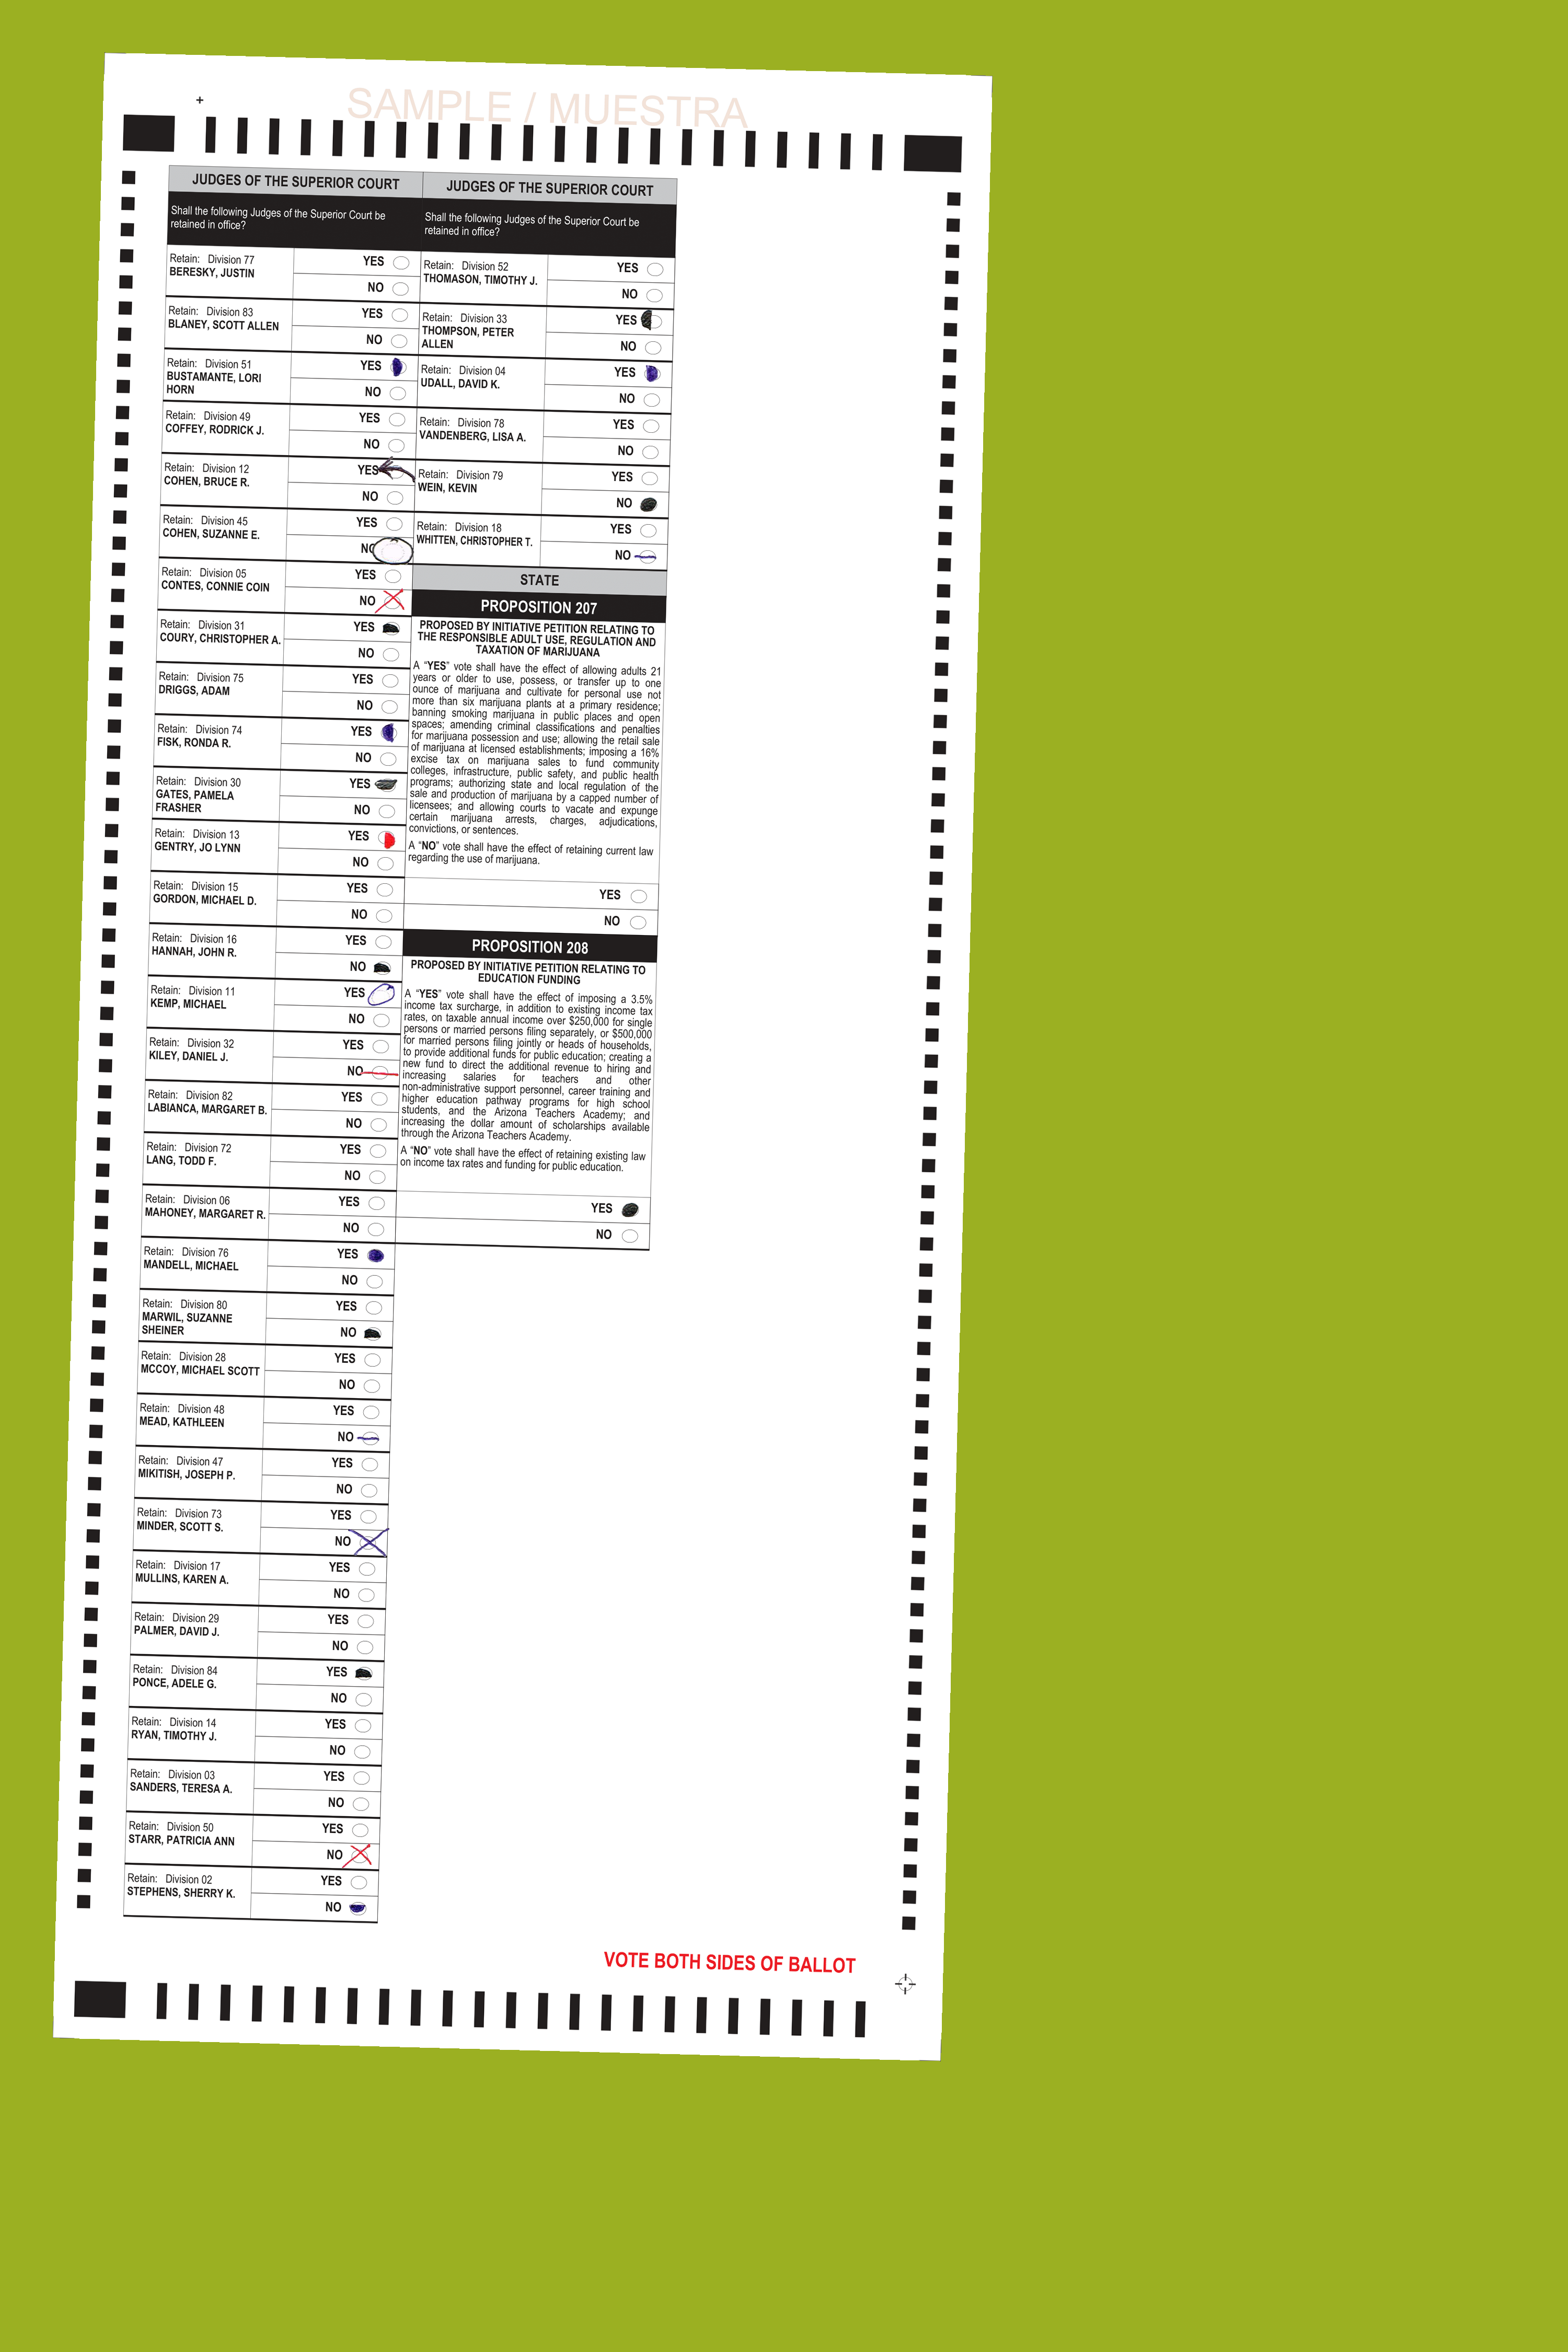 SAMPLE / MUESTRA
JUDGES OF THE SUPERIOR COURT
Shall the following Judges of the Superior Court be
retained in office?
Retain: Division 77
BERESKY, JUSTIN
YES
NO
Retain: Division 83
BLANEY, SCOTT ALLEN
YES
NO
Retain: Division 51
BUSTAMANTE, LORI
HORN
YES
NO
Retain: Division 49
COFFEY, RODRICK J.
YES
NO
Retain: Division 12
COHEN, BRUCE R.
YES
NO
Retain: Division 45
COHEN, SUZANNE E.
YES
NO
Retain: Division 05
CONTES, CONNIE COIN
YES
NO
Retain: Division 31
COURY, CHRISTOPHER A.
YES
NO
Retain: Division 75
DRIGGS, ADAM
YES
NO
Retain: Division 74
FISK, RONDA R.
YES
NO
Retain: Division 30
GATES, PAMELA
FRASHER
YES
NO
Retain: Division 13
GENTRY, JO LYNN
YES
NO
Retain: Division 15
GORDON, MICHAEL D.
YES
NO
Retain: Division 16
HANNAH, JOHN R.
YES
NO
Retain: Division 11
KEMP, MICHAEL
YES
NO
Retain: Division 32
KILEY, DANIEL J.
YES
NO
Retain: Division 82
LABIANCA, MARGARET B.
YES
NO
Retain: Division 72
LANG, TODD F.
YES
NO
Retain: Division 06
MAHONEY, MARGARET R.
YES
NO
Retain: Division 76
MANDELL, MICHAEL
YES
NO
Retain: Division 80
MARWIL, SUZANNE
SHEINER
YES
NO
Retain: Division 28
MCCOY, MICHAEL SCOTT
YES
NO
Retain: Division 48
MEAD, KATHLEEN
YES
NO
Retain: Division 47
MIKITISH, JOSEPH P.
YES
NO
Retain: Division 73
MINDER, SCOTT S.
YES
NO
Retain: Division 17
MULLINS, KAREN A.
YES
NO
Retain: Division 29
PALMER, DAVID J.
YES
NO
Retain: Division 84
PONCE, ADELE G.
YES
NO
Retain: Division 14
RYAN, TIMOTHY J.
YES
NO
Retain: Division 03
SANDERS, TERESA A.
YES
NO
Retain: Division 50
STARR, PATRICIA ANN
YES
NO
Retain: Division 02
STEPHENS, SHERRY K.
YES
NO
JUDGES OF THE SUPERIOR COURT
Shall the following Judges of the Superior Court be
retained in office?
Retain: Division 52
THOMASON, TIMOTHY J.
YES
NO
Retain: Division 33
THOMPSON, PETER
ALLEN
YES
NO
Retain: Division 04
UDALL, DAVID K.
YES
NO
Retain: Division 78
VANDENBERG, LISA A.
YES
NO
Retain: Division 79
WEIN, KEVIN
YES
NO
Retain: Division 18
WHITTEN, CHRISTOPHER T.
YES
NO
STATE
PROPOSITION 207
PROPOSED BY INITIATIVE PETITION RELATING TO
THE RESPONSIBLE ADULT USE, REGULATION AND
TAXATION OF MARIJUANA
A “YES” vote shall have the effect of allowing adults 21
years or older to use, possess, or transfer up to one
ounce of marijuana and cultivate for personal use not
more than six marijuana plants at a primary residence;
banning smoking marijuana in public places and open
spaces; amending criminal classifications and penalties
for marijuana possession and use; allowing the retail sale
of marijuana at licensed establishments; imposing a 16%
excise tax on marijuana sales to fund community
colleges, infrastructure, public safety, and public health
programs; authorizing state and local regulation of the
sale and production of marijuana by a capped number of
licensees; and allowing courts to vacate and expunge
certain marijuana arrests, charges, adjudications,
convictions, or sentences.
A “NO” vote shall have the effect of retaining current law
regarding the use of marijuana.
YES
NO
PROPOSITION 208
PROPOSED BY INITIATIVE PETITION RELATING TO
EDUCATION FUNDING
A “YES” vote shall have the effect of imposing a 3.5%
income tax surcharge, in addition to existing income tax
rates, on taxable annual income over $250,000 for single
persons or married persons filing separately, or $500,000
for married persons filing jointly or heads of households,
to provide additional funds for public education; creating a
new fund to direct the additional revenue to hiring and
increasing salaries for teachers and other
non-administrative support personnel, career training and
higher education pathway programs for high school
students, and the Arizona Teachers Academy; and
increasing the dollar amount of scholarships available
through the Arizona Teachers Academy.
A “NO” vote shall have the effect of retaining existing law
on income tax rates and funding for public education.
YES
NO
VOTE BOTH SIDES OF BALLOT